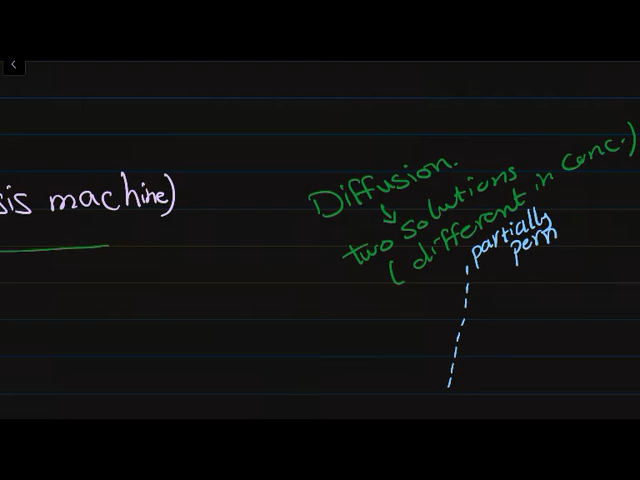 sis machine)
Diffusion.
two solutions
(different in conc.)
partially
perm